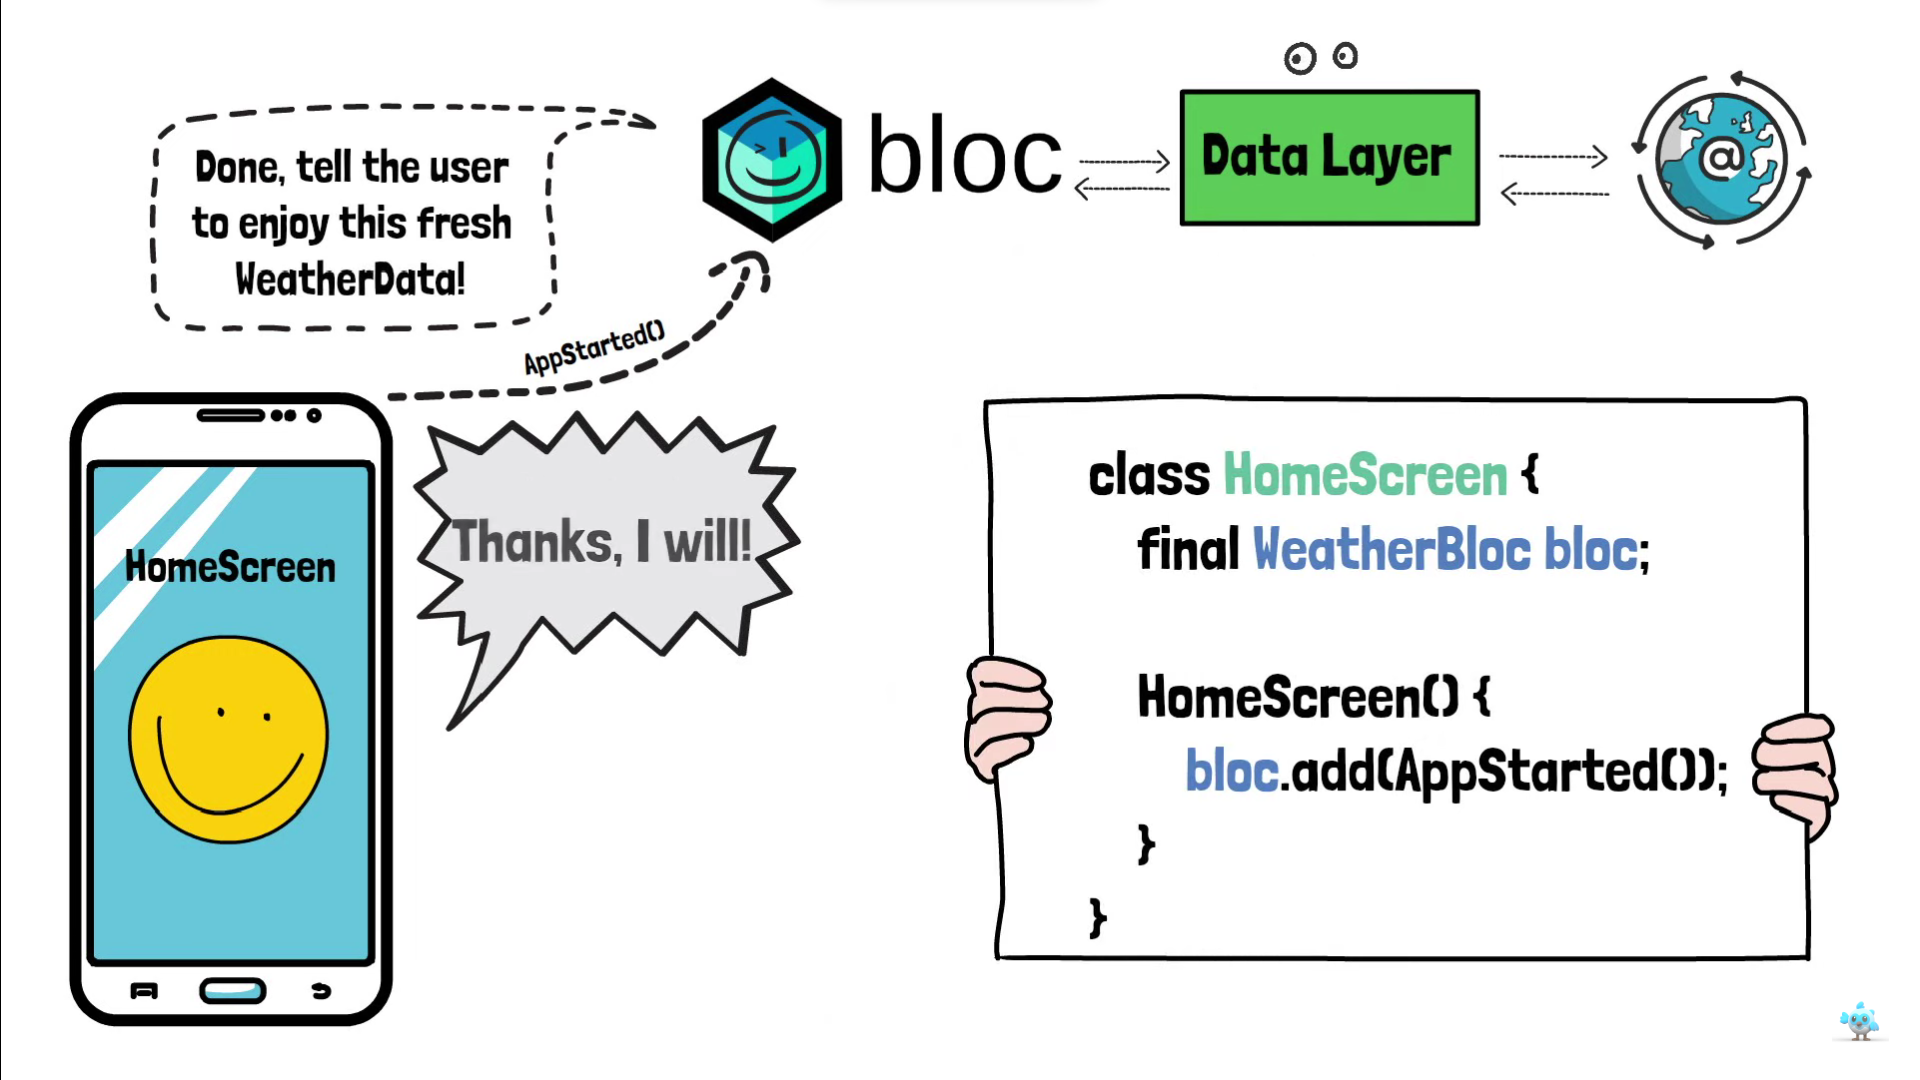 Done, tell the user
to enjoy this fresh
WeatherData!
bloc
Data Layer
@
AppStarted()
Thanks, I will!
HomeScreen
class HomeScreen {
final WeatherBloc bloc;
HomeScreen() {
bloc.add(AppStarted());
}
}